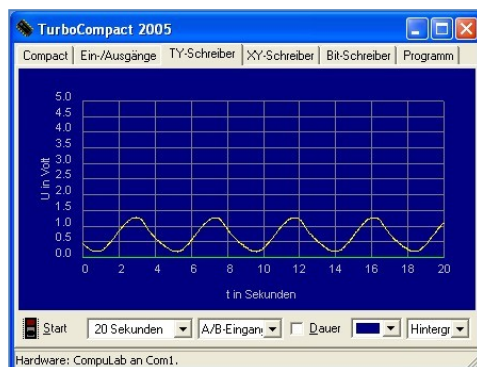 TurboCompact 2005
Compact Ein-/Ausgänge TY-Schreiber XY-Schreiber Bit-Schreiber Programm
5.0
4.5
4.0
3.5
3.0
2.5
2.0
1.5
1.0
0.5
0.0
U in Volt
0 2 4 6 8 10 12 14 16 18 20
t in Sekunden
Start 20 Sekunden A/B-Eingang Dauer Hintergr
Hardware: CompuLab an Com1.